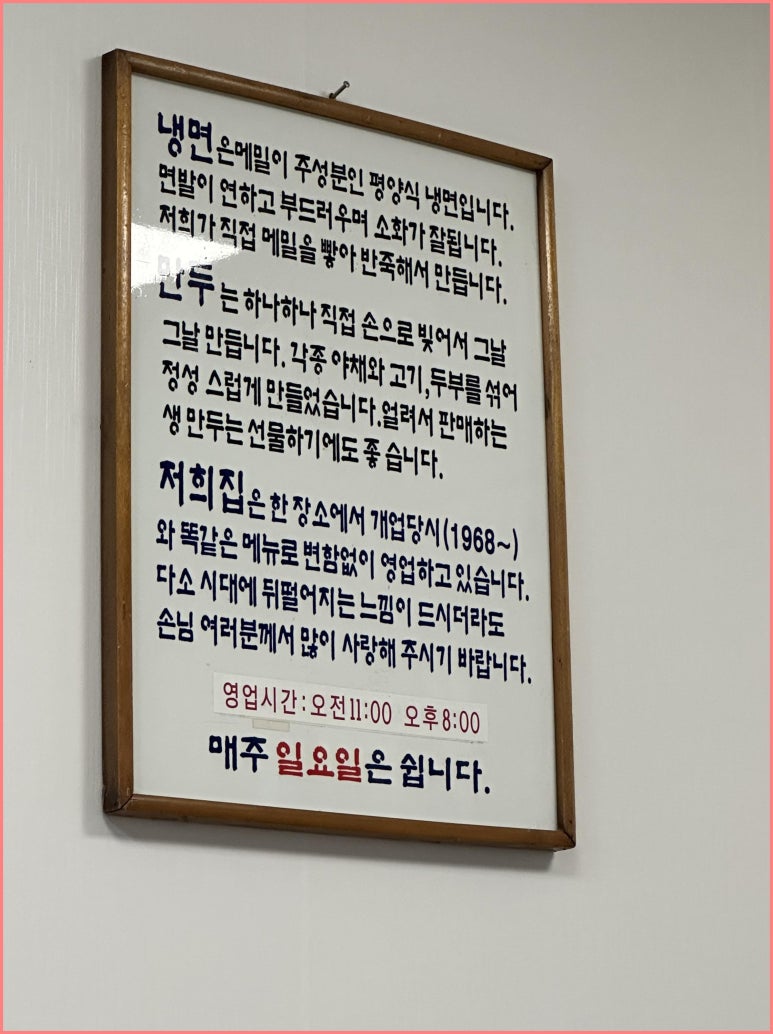 냉면은메밀이 주성분인 평양식 냉면입니다.
면발이 연하고 부드러우며 소화가 잘됩니다.
저희가 직접 메밀을 빻아 반죽해서 만듭니다.
만두는 하나하나 직접 손으로 빚어서 그날
그날 만듭니다. 각종 야채와 고기,두부를 섞어
정성 스럽게 만들었습니다.얼려서 판매하는
생 만두는 선물하기에도 좋 습니다.
저희집은 한 장소에서 개업당시(1968~)
와 똑같은 메뉴로 변함없이 영업하고 있습니다.
다소 시대에 뒤떨어지는 느낌이 드시더라도
손님 여러분께서 많이 사랑해 주시기 바랍니다.
영업시간:오전11:00 오후8:00
매주 일요일은 쉽니다.